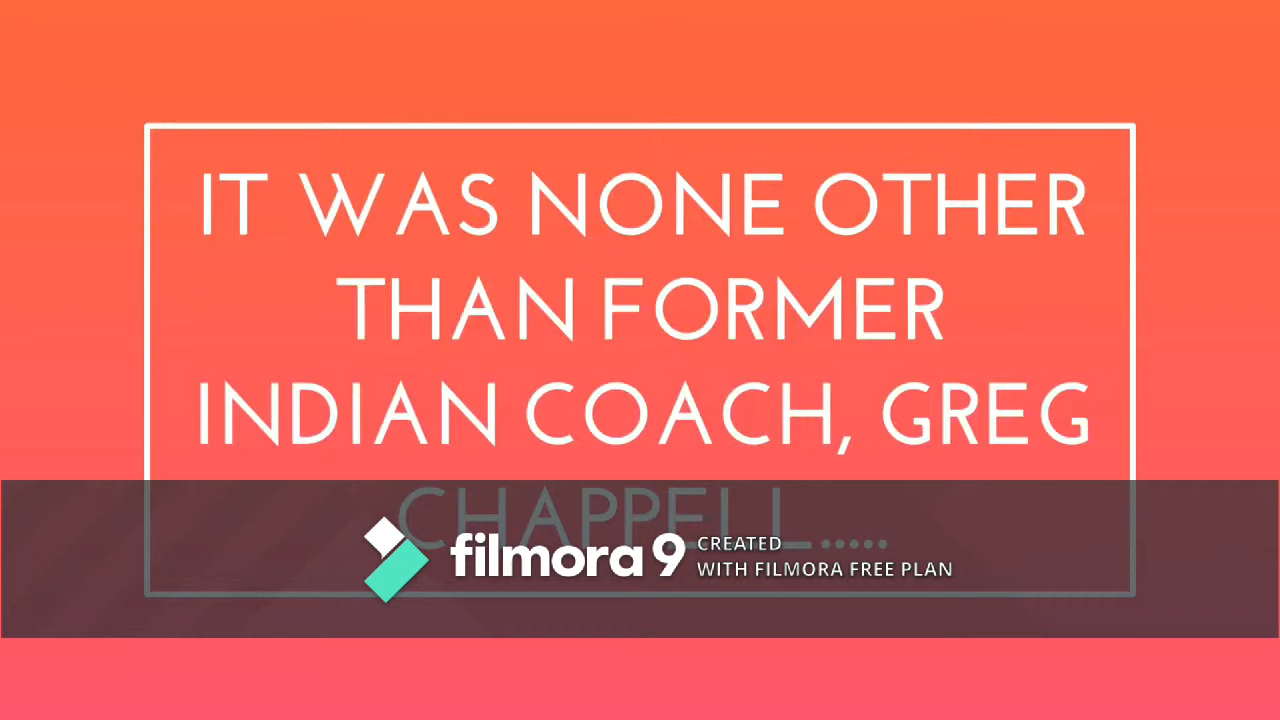 IT WAS NONE OTHER
THAN FORMER
INDIAN COACH, GREG
CHAPPELL.....
filmora 9 CREATED
WITH FILMORA FREE PLAN